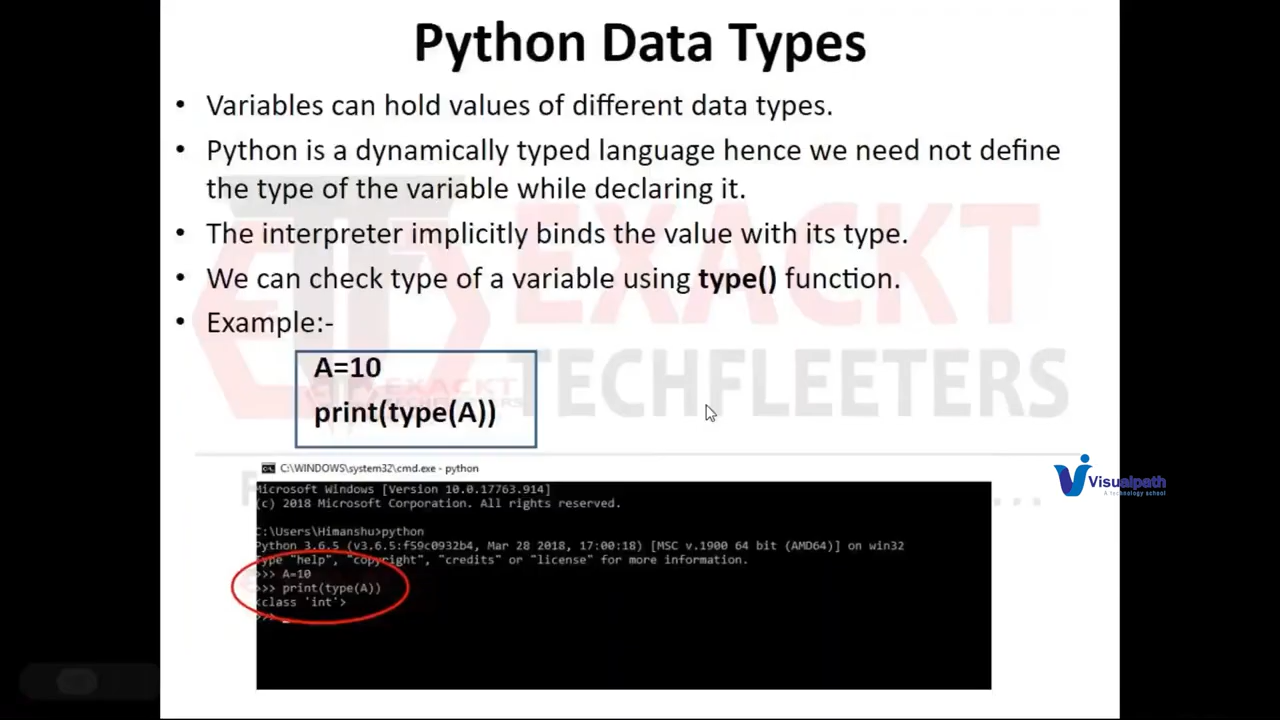 Python Data Types
• Variables can hold values of different data types.
• Python is a dynamically typed language hence we need not define
the type of the variable while declaring it.
• The interpreter implicitly binds the value with its type.
• We can check type of a variable using type() function.
• Example:-
A=10
print(type(A))
EXACKT
TECHFLEETERS
C:\WINDOWS\system32\cmd.exe - python
Microsoft Windows [Version 10.0.17763.914]
(c) 2018 Microsoft Corporation. All rights reserved.
C:\Users\Himanshu>python
Python 3.6.5 (v3.6.5:f59c0932b4, Mar 28 2018, 17:00:18) [MSC v.1900 64 bit (AMD64)] on win32
Type "help", "copyright", "credits" or "license" for more information.
>>> A=10
>>> print(type(A))
<class 'int'>
>>>
Visualpath
A technology school